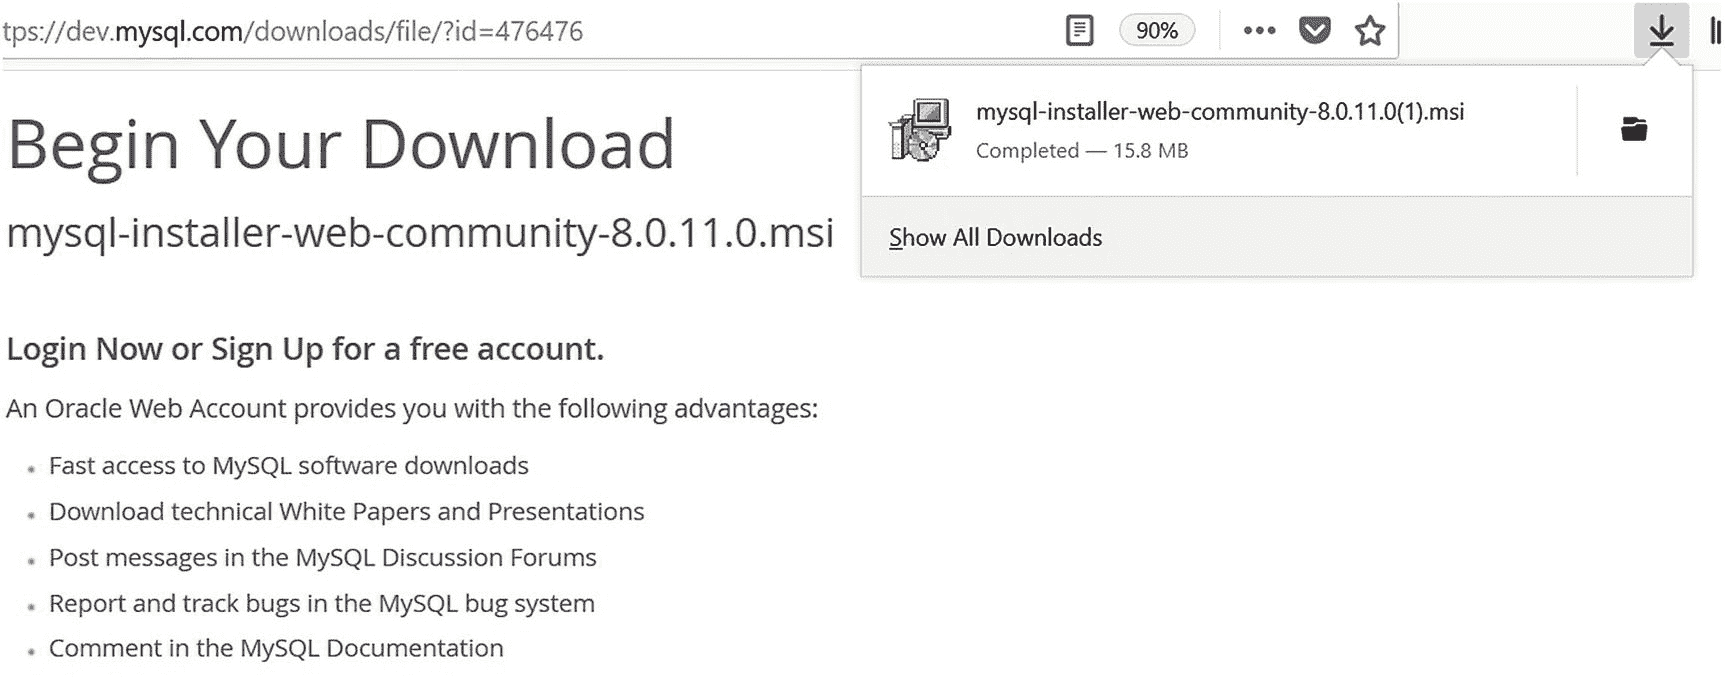 tps://dev.mysql.com/downloads/file/?id=476476
90%
mysql-installer-web-community-8.0.11.0(1).msi
Completed — 15.8 MB
Show All Downloads
Begin Your Download
mysql-installer-web-community-8.0.11.0.msi
Login Now or Sign Up for a free account.
An Oracle Web Account provides you with the following advantages:
Fast access to MySQL software downloads
Download technical White Papers and Presentations
Post messages in the MySQL Discussion Forums
Report and track bugs in the MySQL bug system
Comment in the MySQL Documentation